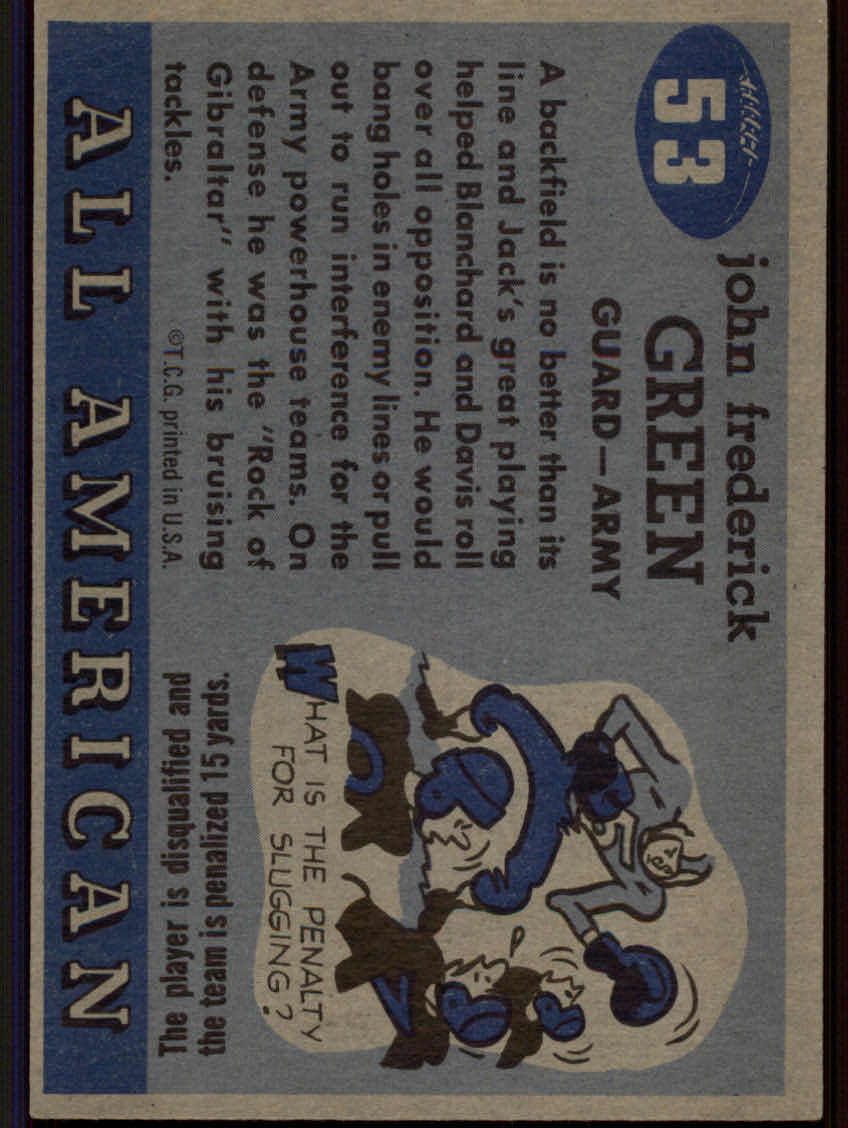 53
john frederick
GREEN
GUARD—ARMY
A backfield is no better than its
line and Jack's great playing
helped Blanchard and Davis roll
over all opposition. He would
bang holes in enemy lines or pull
out to run interference for the
Army powerhouse teams. On
defense he was the "Rock of
Gibraltar" with his bruising
tackles.
©T.C.G. printed in U.S.A.
WHAT IS THE PENALTY
FOR SLUGGING?
The player is disqualified and
the team is penalized 15 yards.
ALL AMERICAN